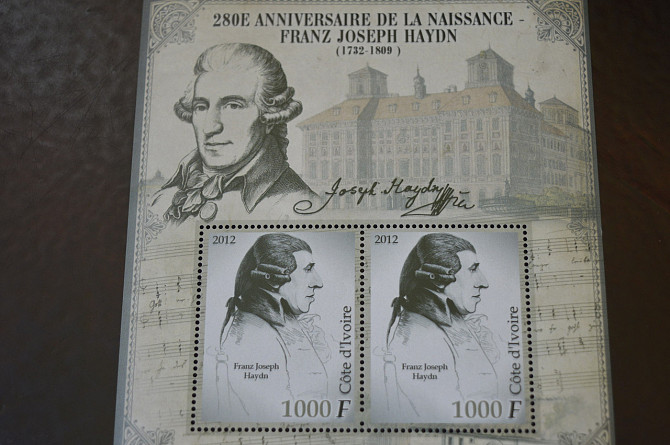 280E ANNIVERSAIRE DE LA NAISSANCE -
FRANZ JOSEPH HAYDN
(1732-1809 )
Joseph Haydn
2012
Franz Joseph
Haydn
Côte d'Ivoire
1000 F
2012
Franz Joseph
Haydn
Côte d'Ivoire
1000 F